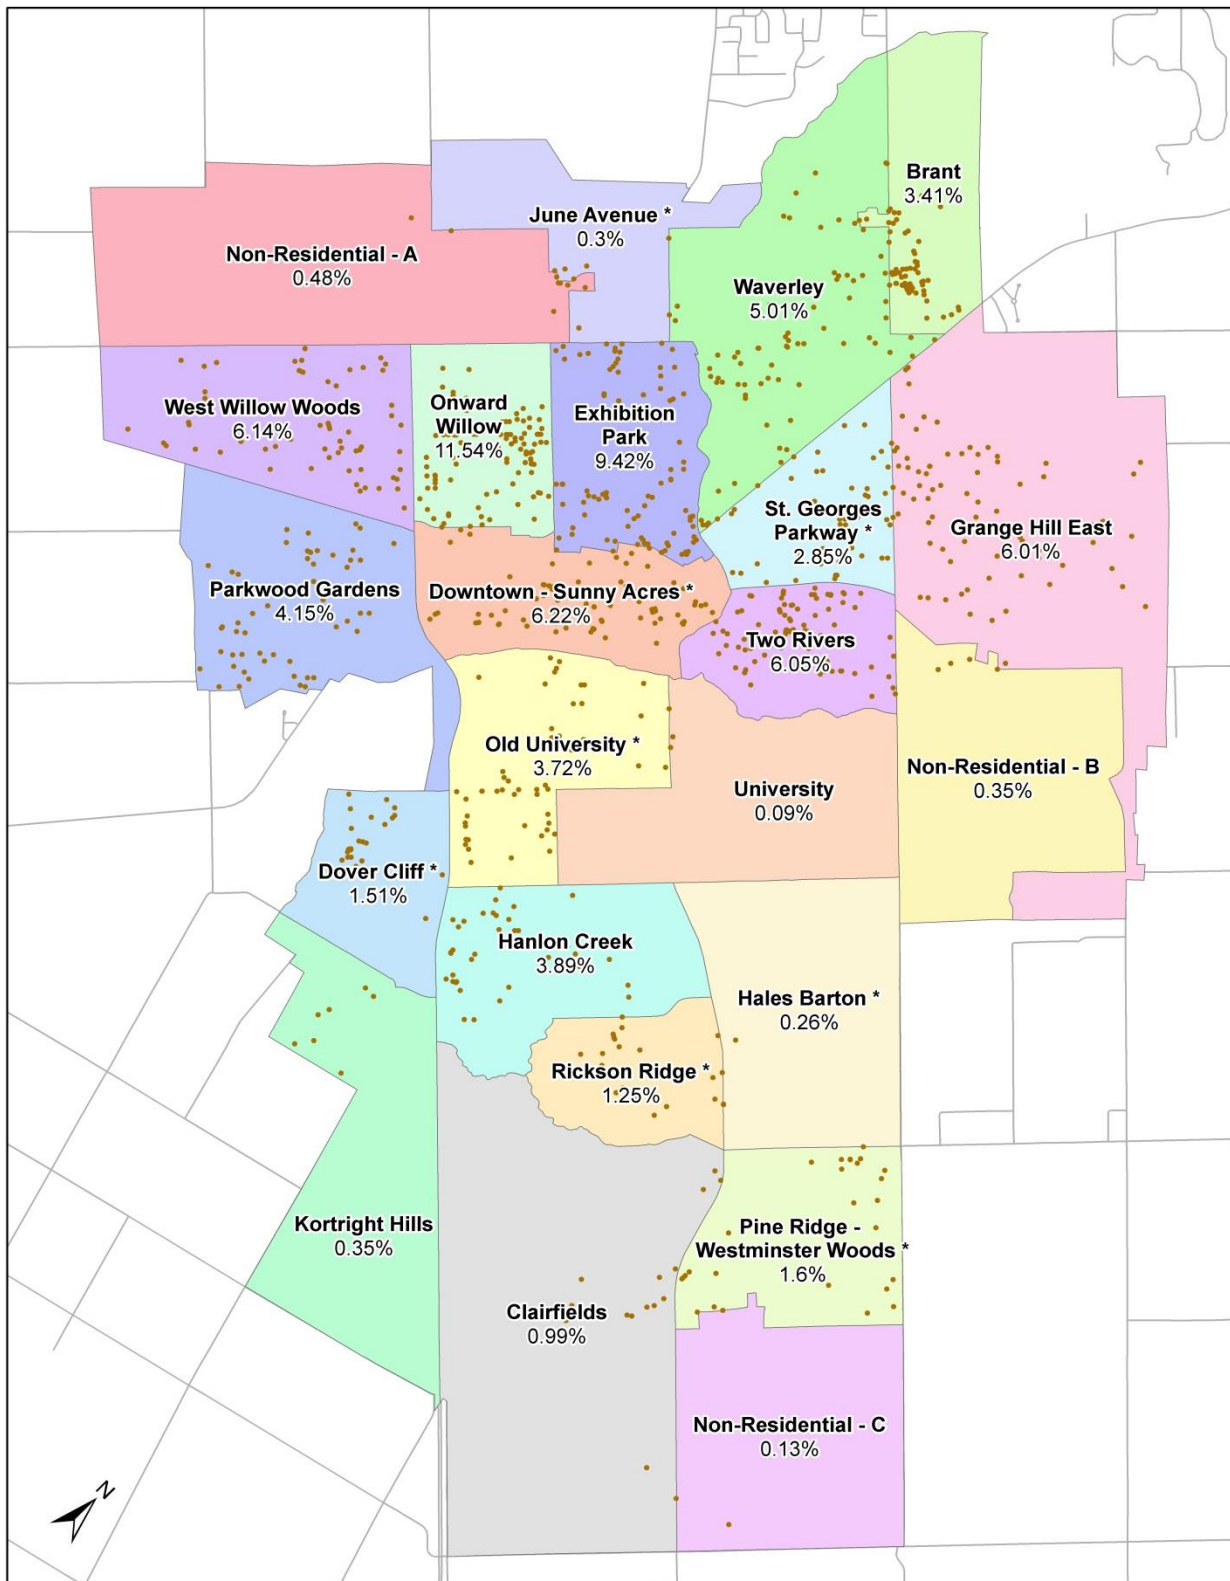 Brant
3.41%
June Avenue *
0.3%
Non-Residential - A
0.48%
Waverley
5.01%
West Willow Woods
6.14%
Onward
Willow
11.54%
Exhibition
Park
9.42%
St. Georges
Parkway *
2.85%
Grange Hill East
6.01%
Parkwood Gardens
4.15%
Downtown - Sunny Acres *
6.22%
Two Rivers
6.05%
Old University *
3.72%
University
0.09%
Non-Residential - B
0.35%
Dover Cliff *
1.51%
Hanlon Creek
3.89%
Hales Barton *
0.26%
Rickson Ridge *
1.25%
Kortright Hills
0.35%
Pine Ridge -
Westminster Woods *
1.6%
Clairfields
0.99%
Non-Residential - C
0.13%
N